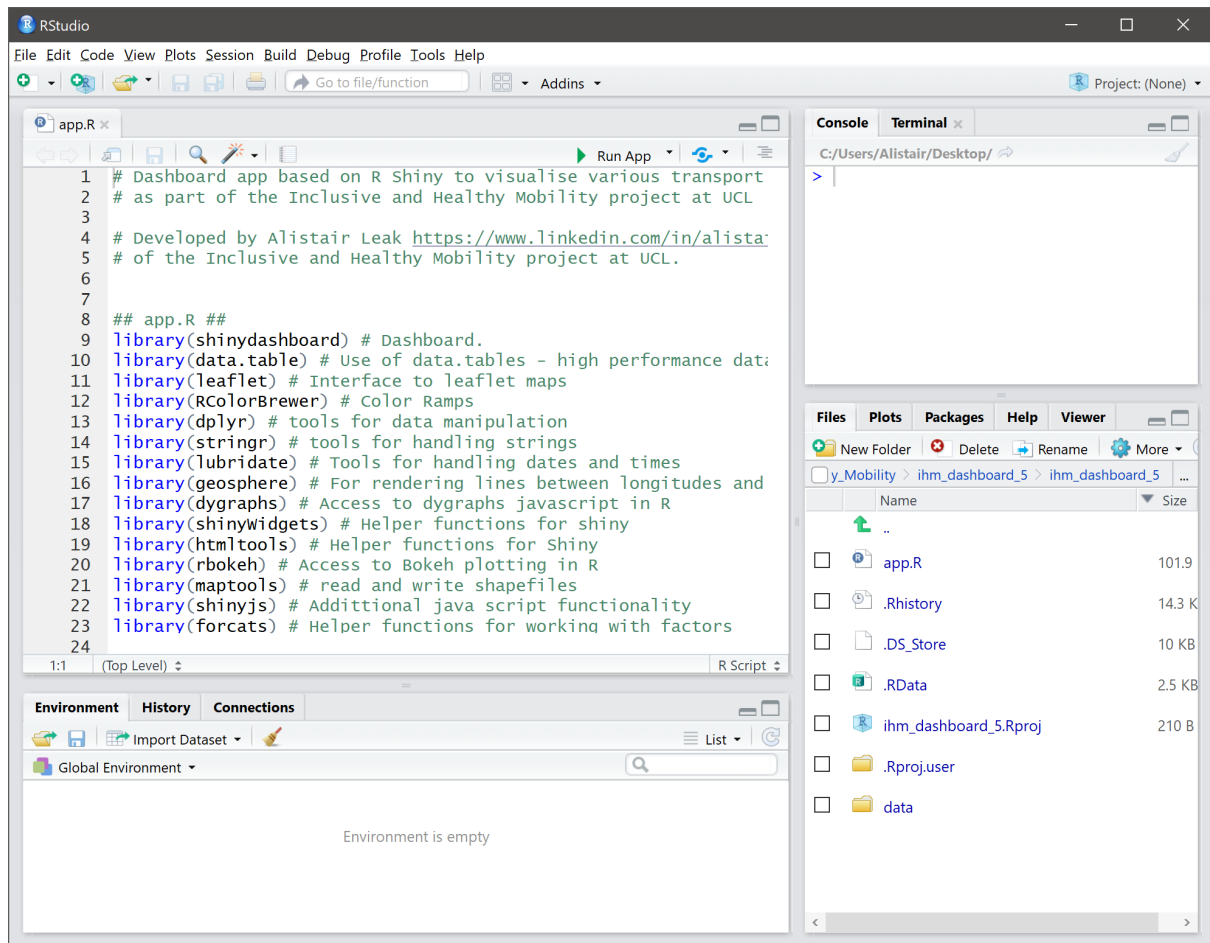 RStudio
File Edit Code View Plots Session Build Debug Profile Tools Help
Go to file/function Addins Project: (None)
app.R
Run App
1 # Dashboard app based on R Shiny to visualise various transport
2 # as part of the Inclusive and Healthy Mobility project at UCL
3
4 # Developed by Alistair Leak https://www.linkedin.com/in/alistai
5 # of the Inclusive and Healthy Mobility project at UCL.
6
7
8 ## app.R ##
9 library(shinydashboard) # Dashboard.
10 library(data.table) # Use of data.tables - high performance data
11 library(leaflet) # Interface to leaflet maps
12 library(RColorBrewer) # Color Ramps
13 library(dplyr) # tools for data manipulation
14 library(stringr) # tools for handling strings
15 library(lubridate) # Tools for handling dates and times
16 library(geosphere) # For rendering lines between longitudes and
17 library(dygraphs) # Access to dygraphs javascript in R
18 library(shinyWidgets) # Helper functions for shiny
19 library(htmltools) # Helper functions for Shiny
20 library(rbokeh) # Access to Bokeh plotting in R
21 library(maptools) # read and write shapefiles
22 library(shinyjs) # Addittional java script functionality
23 library(forcats) # Helper functions for working with factors
24
1:1 (Top Level) R Script
Environment History Connections
Import Dataset List
Global Environment
Environment is empty
Console Terminal
C:/Users/Alistair/Desktop/
>
Files Plots Packages Help Viewer
New Folder Delete Rename More
y_Mobility > ihm_dashboard_5 > ihm_dashboard_5 ...
Name Size
..
app.R 101.9
.Rhistory 14.3 K
.DS_Store 10 KB
.RData 2.5 KB
ihm_dashboard_5.Rproj 210 B
.Rproj.user
data